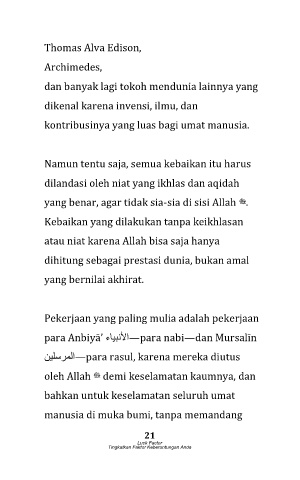 Thomas Alva Edison,
Archimedes,
dan banyak lagi tokoh mendunia lainnya yang
dikenal karena invensi, ilmu, dan
kontribusinya yang luas bagi umat manusia.
Namun tentu saja, semua kebaikan itu harus
dilandasi oleh niat yang ikhlas dan aqidah
yang benar, agar tidak sia-sia di sisi Allah ﷻ.
Kebaikan yang dilakukan tanpa keikhlasan
atau niat karena Allah bisa saja hanya
dihitung sebagai prestasi dunia, bukan amal
yang bernilai akhirat.
Pekerjaan yang paling mulia adalah pekerjaan
para Anbiyā’ الأنبياء—para nabi—dan Mursalīn
المرسلين—para rasul, karena mereka diutus
oleh Allah ﷻ demi keselamatan kaumnya, dan
bahkan untuk keselamatan seluruh umat
manusia di muka bumi, tanpa memandang
21
Luck Factor
Tingkatkan Faktor Keberuntungan Anda